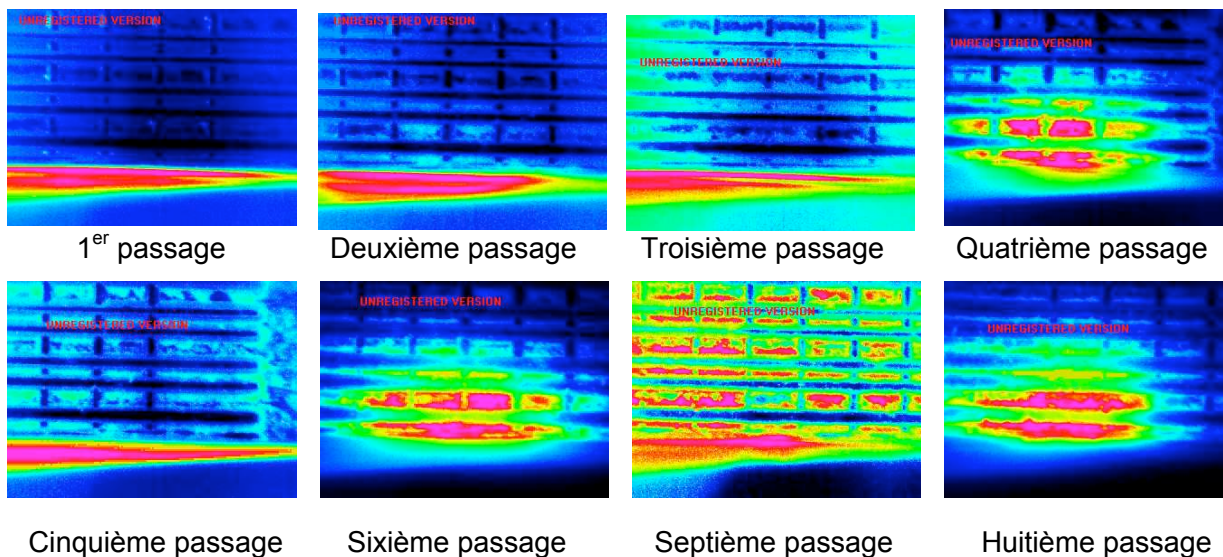 UNREGISTERED VERSION
UNREGISTERED VERSION
UNREGISTERED VERSION
UNREGISTERED VERSION
1er passage
Deuxième passage
Troisième passage
Quatrième passage
UNREGISTERED VERSION
UNREGISTERED VERSION
UNREGISTERED VERSION
UNREGISTERED VERSION
Cinquième passage
Sixième passage
Septième passage
Huitième passage